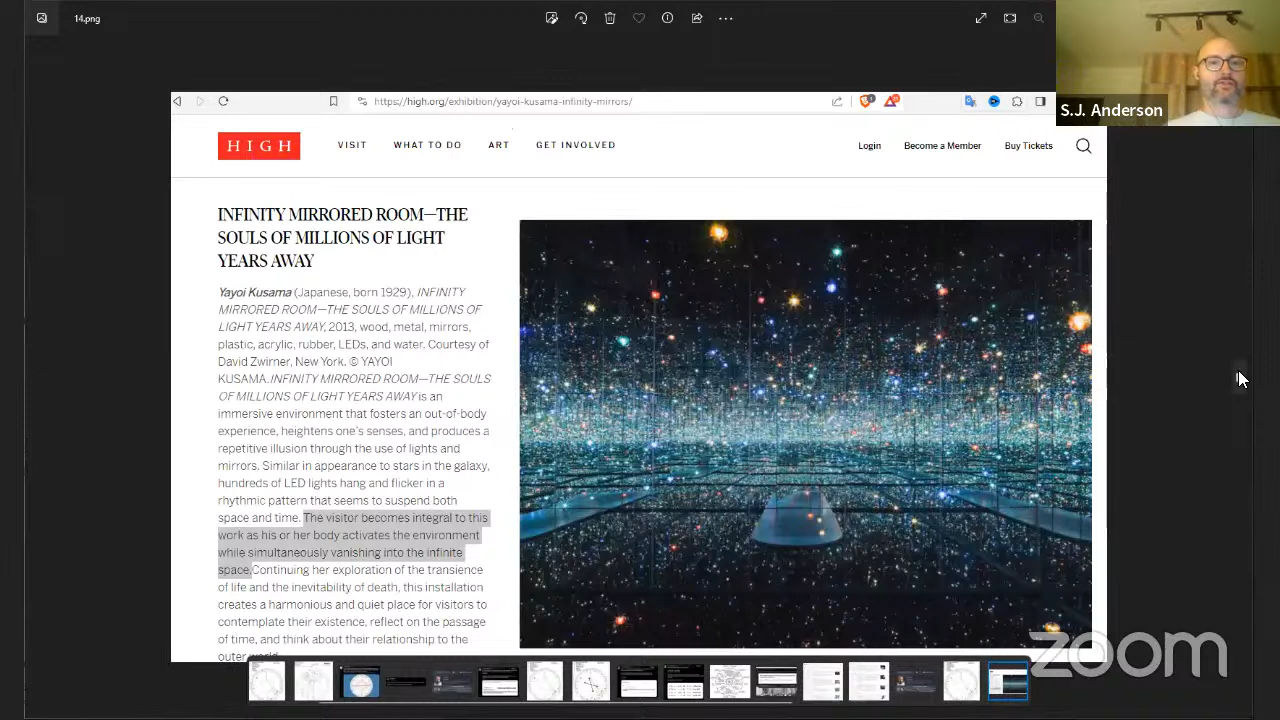 14.png
S.J. Anderson
https://high.org/exhibition/yayoi-kusama-infinity-mirrors/
HIGH
VISIT
WHAT TO DO
ART
GET INVOLVED
Login
Become a Member
Buy Tickets
INFINITY MIRRORED ROOM—THE
SOULS OF MILLIONS OF LIGHT
YEARS AWAY
Yayoi Kusama (Japanese, born 1929), INFINITY
MIRRORED ROOM—THE SOULS OF MILLIONS OF
LIGHT YEARS AWAY, 2013, wood, metal, mirrors,
plastic, acrylic, rubber, LEDs, and water. Courtesy of
David Zwirner, New York. © YAYOI
KUSAMA.INFINITY MIRRORED ROOM—THE SOULS
OF MILLIONS OF LIGHT YEARS AWAY is an
immersive environment that fosters an out-of-body
experience, heightens one's senses, and produces a
repetitive illusion through the use of lights and
mirrors. Similar in appearance to stars in the galaxy,
hundreds of LED lights hang and flicker in a
rhythmic pattern that seems to suspend both
space and time. The visitor becomes integral to this
work as his or her body activates the environment
while simultaneously vanishing into the infinite
space.Continuing her exploration of the transience
of life and the inevitability of death, this installation
creates a harmonious and quiet place for visitors to
contemplate their existence, reflect on the passage
of time, and think about their relationship to the
outer world.
zoom